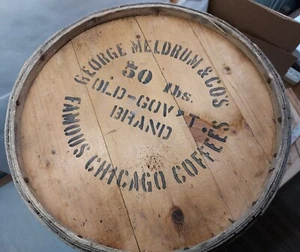 GEORGE MELDRUM & CO'S
50 lbs.
OLD-GOV'T
BRAND
FAMOUS CHICAGO COFFEES